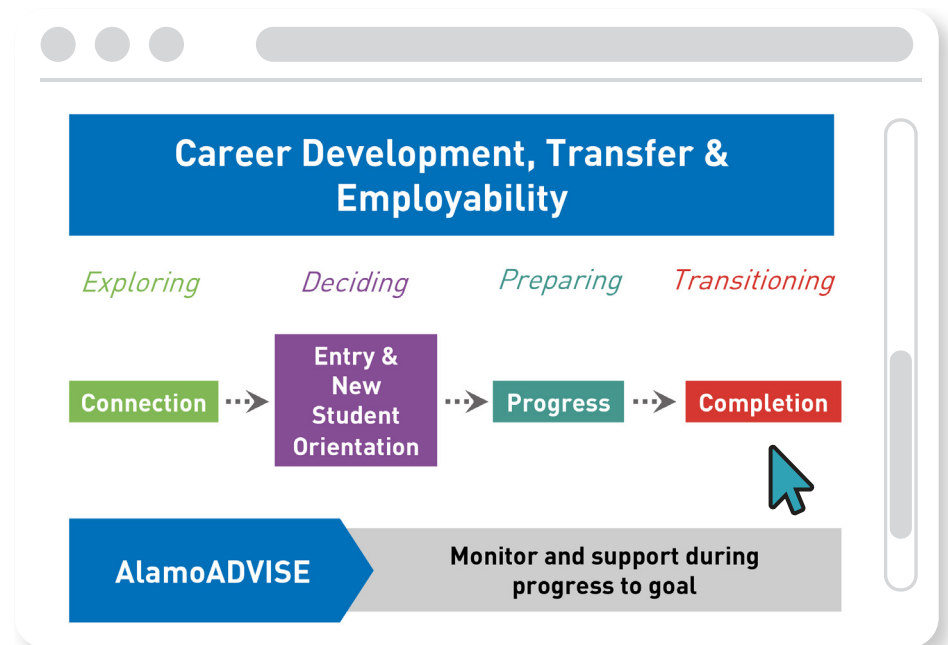 Career Development, Transfer &
Employability
Exploring
Deciding
Preparing
Transitioning
Connection
Entry &
New
Student
Orientation
Progress
Completion
AlamoADVISE
Monitor and support during
progress to goal